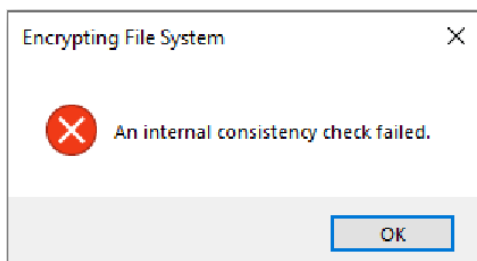 Encrypting File System
An internal consistency check failed.
OK